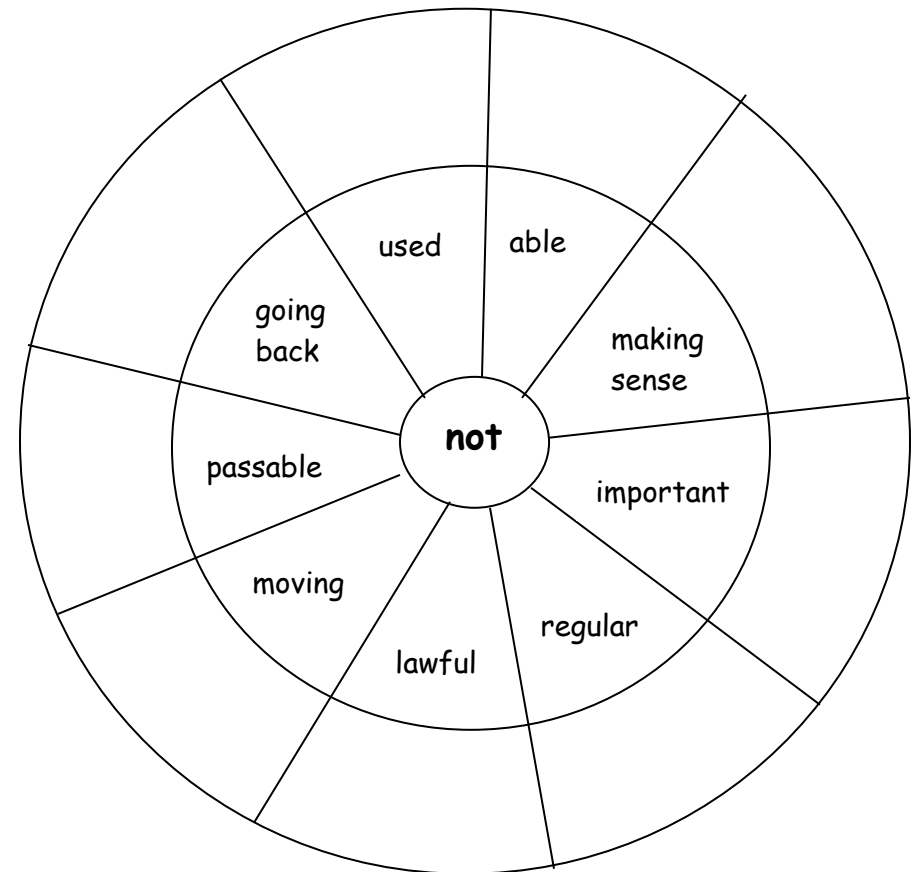 used
able
going
back
making
sense
not
passable
important
moving
regular
lawful